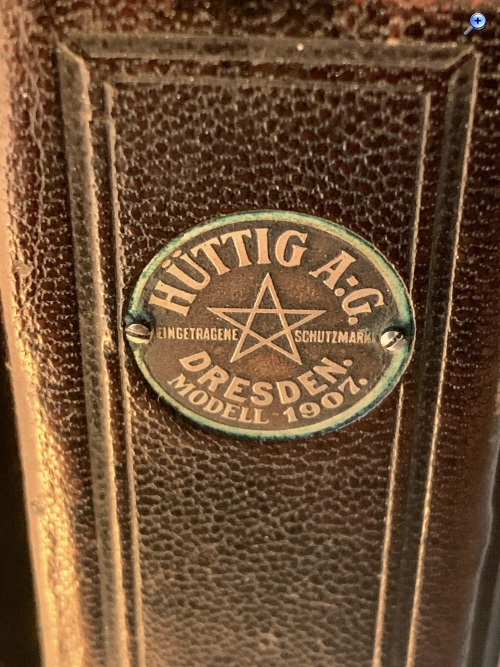 HÜTTIG A.-G.
EINGETRAGENE SCHUTZMARKE
DRESDEN.
MODELL 1907.